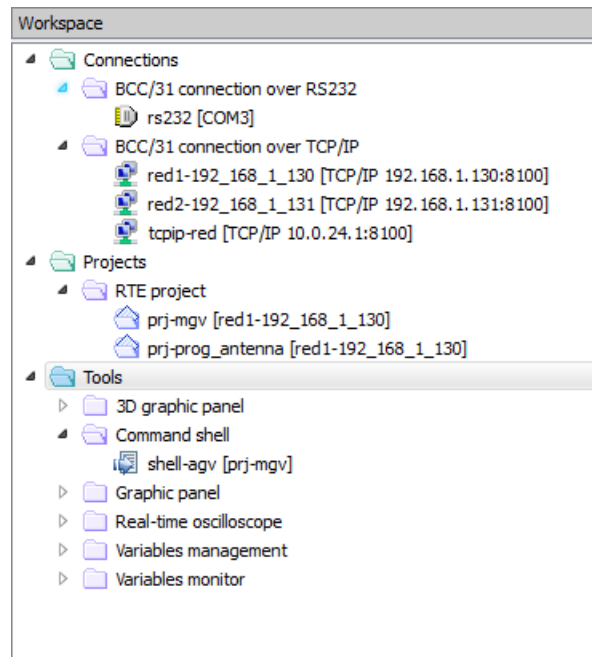 Workspace
Connections
BCC/31 connection over RS232
rs232 [COM3]
BCC/31 connection over TCP/IP
red1-192_168_1_130 [TCP/IP 192.168.1.130:8100]
red2-192_168_1_131 [TCP/IP 192.168.1.131:8100]
tcpip-red [TCP/IP 10.0.24.1:8100]
Projects
RTE project
prj-mgv [red1-192_168_1_130]
prj-prog_antenna [red1-192_168_1_130]
Tools
3D graphic panel
Command shell
shell-agv [prj-mgv]
Graphic panel
Real-time oscilloscope
Variables management
Variables monitor